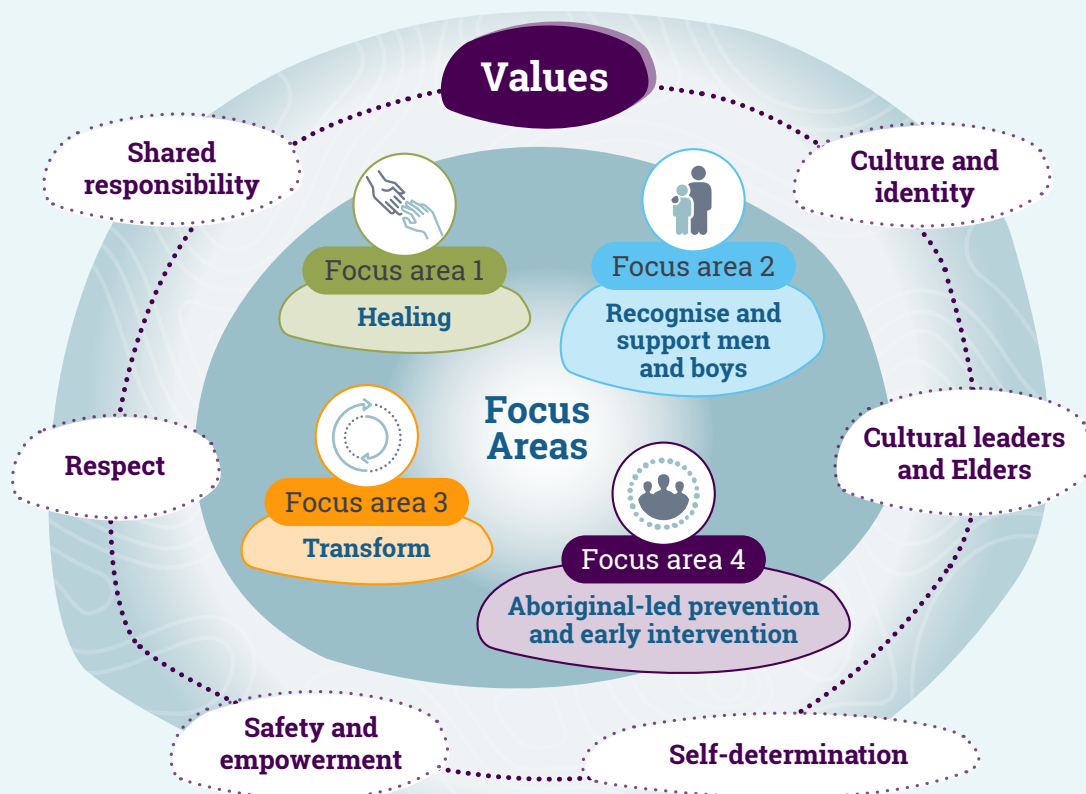 Values
Shared
responsibility
Culture and
identity
Focus area 1
Healing
Focus area 2
Recognise and
support men
and boys
Focus
Areas
Respect
Cultural leaders
and Elders
Focus area 3
Transform
Focus area 4
Aboriginal-led prevention
and early intervention
Safety and
empowerment
Self-determination